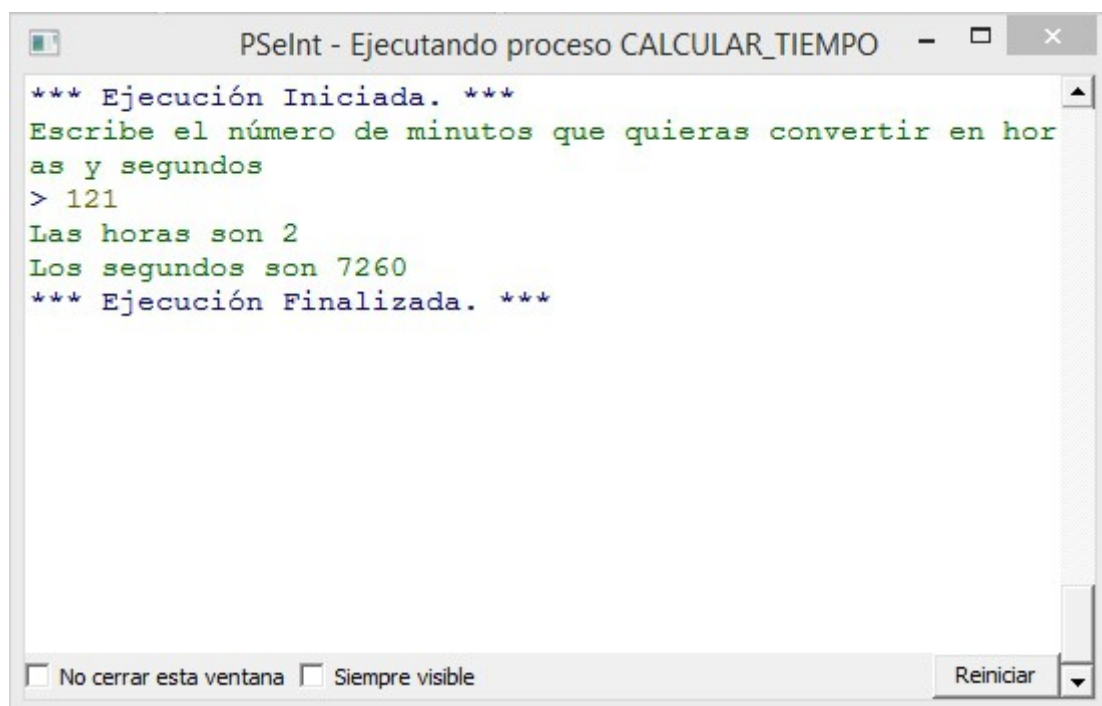 PSeInt - Ejecutando proceso CALCULAR_TIEMPO
*** Ejecución Iniciada. ***
Escribe el número de minutos que quieras convertir en hor
as y segundos
> 121
Las horas son 2
Los segundos son 7260
*** Ejecución Finalizada. ***
No cerrar esta ventana Siempre visible Reiniciar